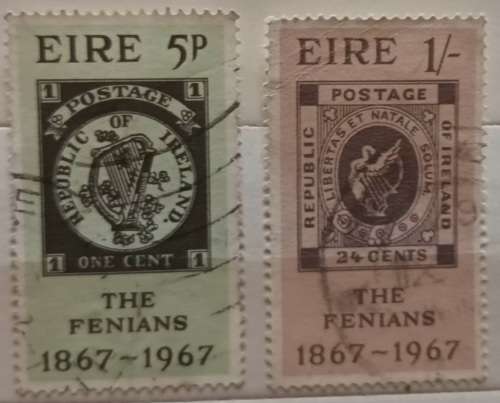 EIRE 5P
1 POSTAGE 1
REPUBLIC OF IRELAND
1 ONE CENT 1
THE
FENIANS
1867~1967
EIRE 1/-
POSTAGE
REPUBLIC
LIBERTAS ET NATALE SOLUM
OF IRELAND
24 CENTS
THE
FENIANS
1867~1967